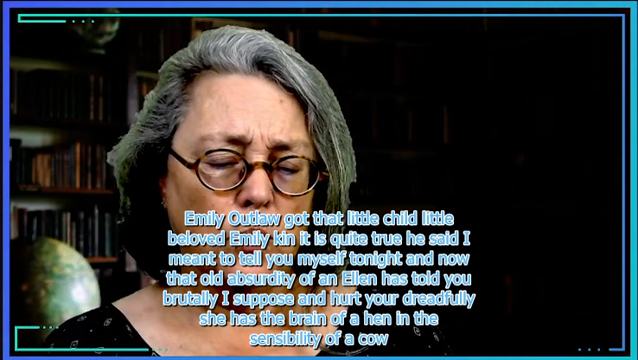 Emily Outlaw got that little child little
beloved Emily kin it is quite true he said I
meant to tell you myself tonight and now
that old absurdity of an Ellen has told you
brutally I suppose and hurt your dreadfully
she has the brain of a hen in the
sensibility of a cow